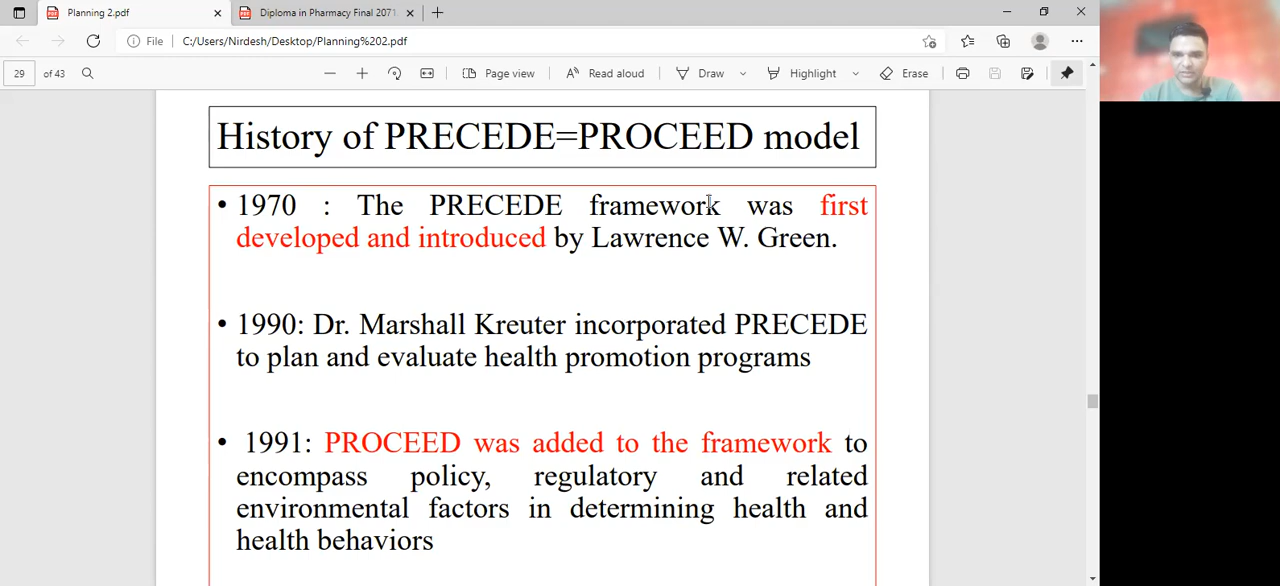 Planning 2.pdf
Diploma in Pharmacy Final 2071
File C:/Users/Nirdesh/Desktop/Planning%202.pdf
29 of 43 Page view Read aloud Draw Highlight Erase
History of PRECEDE=PROCEED model
• 1970 : The PRECEDE framework was first
developed and introduced by Lawrence W. Green.
• 1990: Dr. Marshall Kreuter incorporated PRECEDE
to plan and evaluate health promotion programs
• 1991: PROCEED was added to the framework to
encompass policy, regulatory and related
environmental factors in determining health and
health behaviors